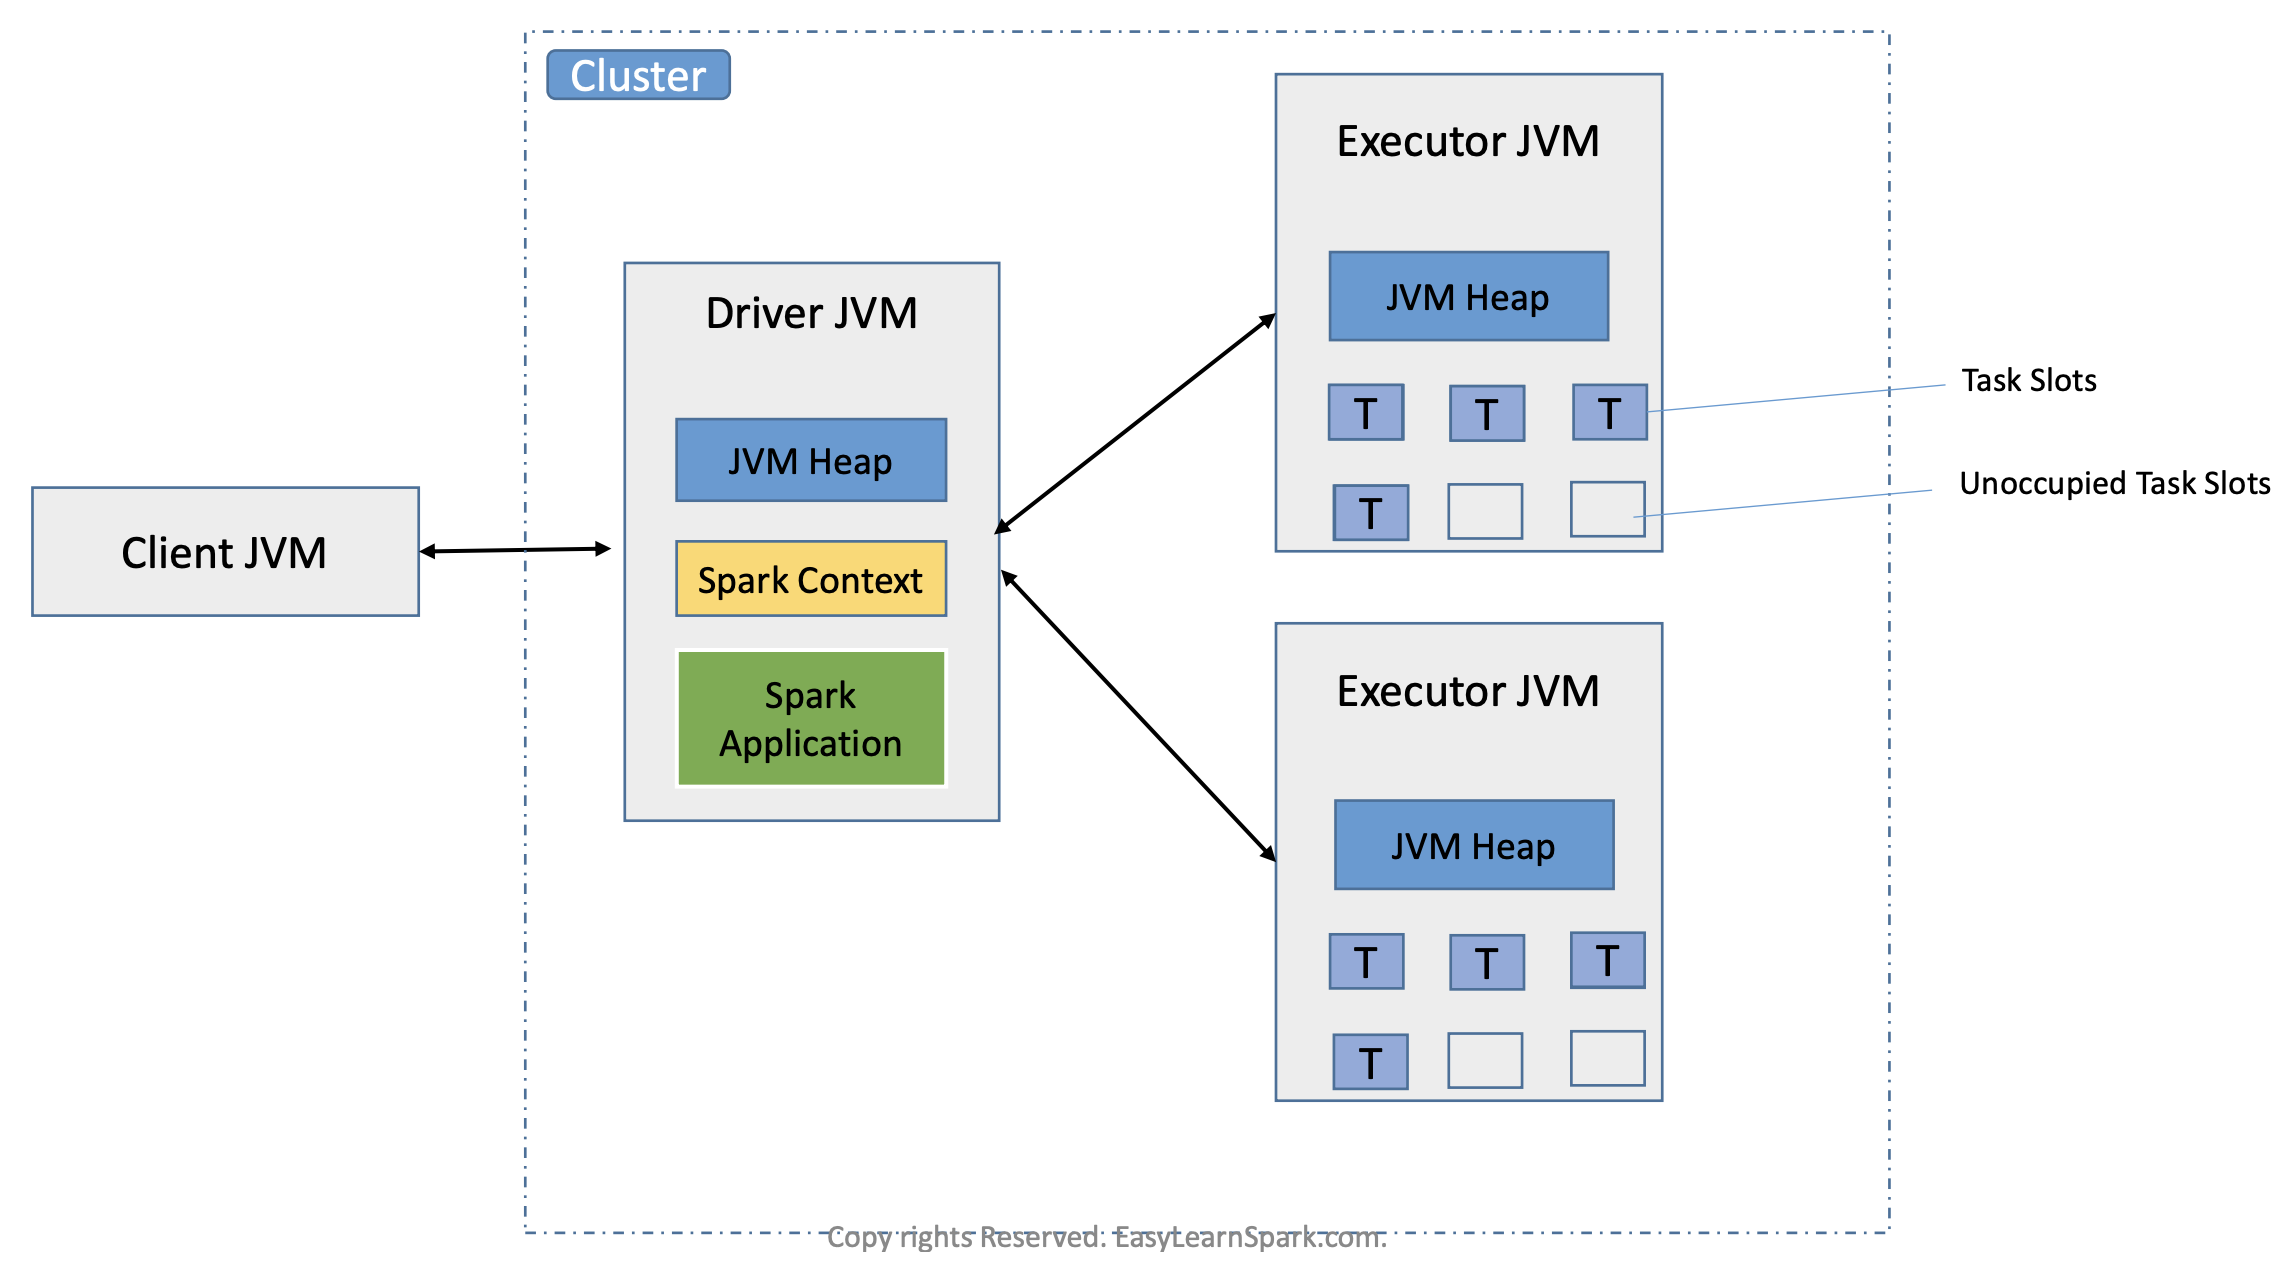 Cluster
Executor JVM
JVM Heap
T
T
T
T
Task Slots
Unoccupied Task Slots
Driver JVM
JVM Heap
Spark Context
Spark
Application
Client JVM
Executor JVM
JVM Heap
T
T
T
T
Copy rights Reserved. EasyLearnSpark.com.